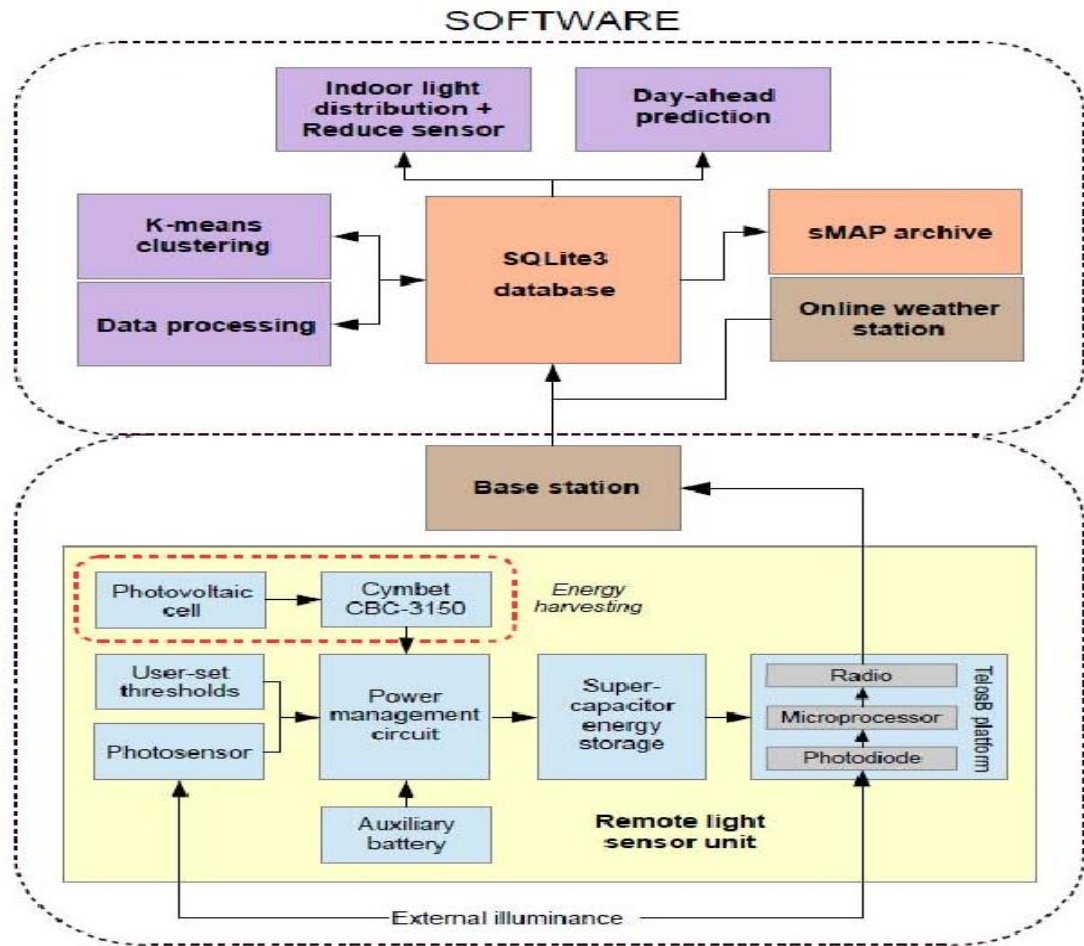 SOFTWARE
Indoor light
distribution +
Reduce sensor
Day-ahead
prediction
K-means
clustering
Data processing
SQLite3
database
sMAP archive
Online weather
station
Base station
Photovoltaic
cell
Cymbet
CBC-3150
Energy
harvesting
User-set
thresholds
Photosensor
Power
management
circuit
Super-
capacitor
energy
storage
Radio
Microprocessor
Photodiode
TelosB platform
Auxiliary
battery
Remote light
sensor unit
External illuminance